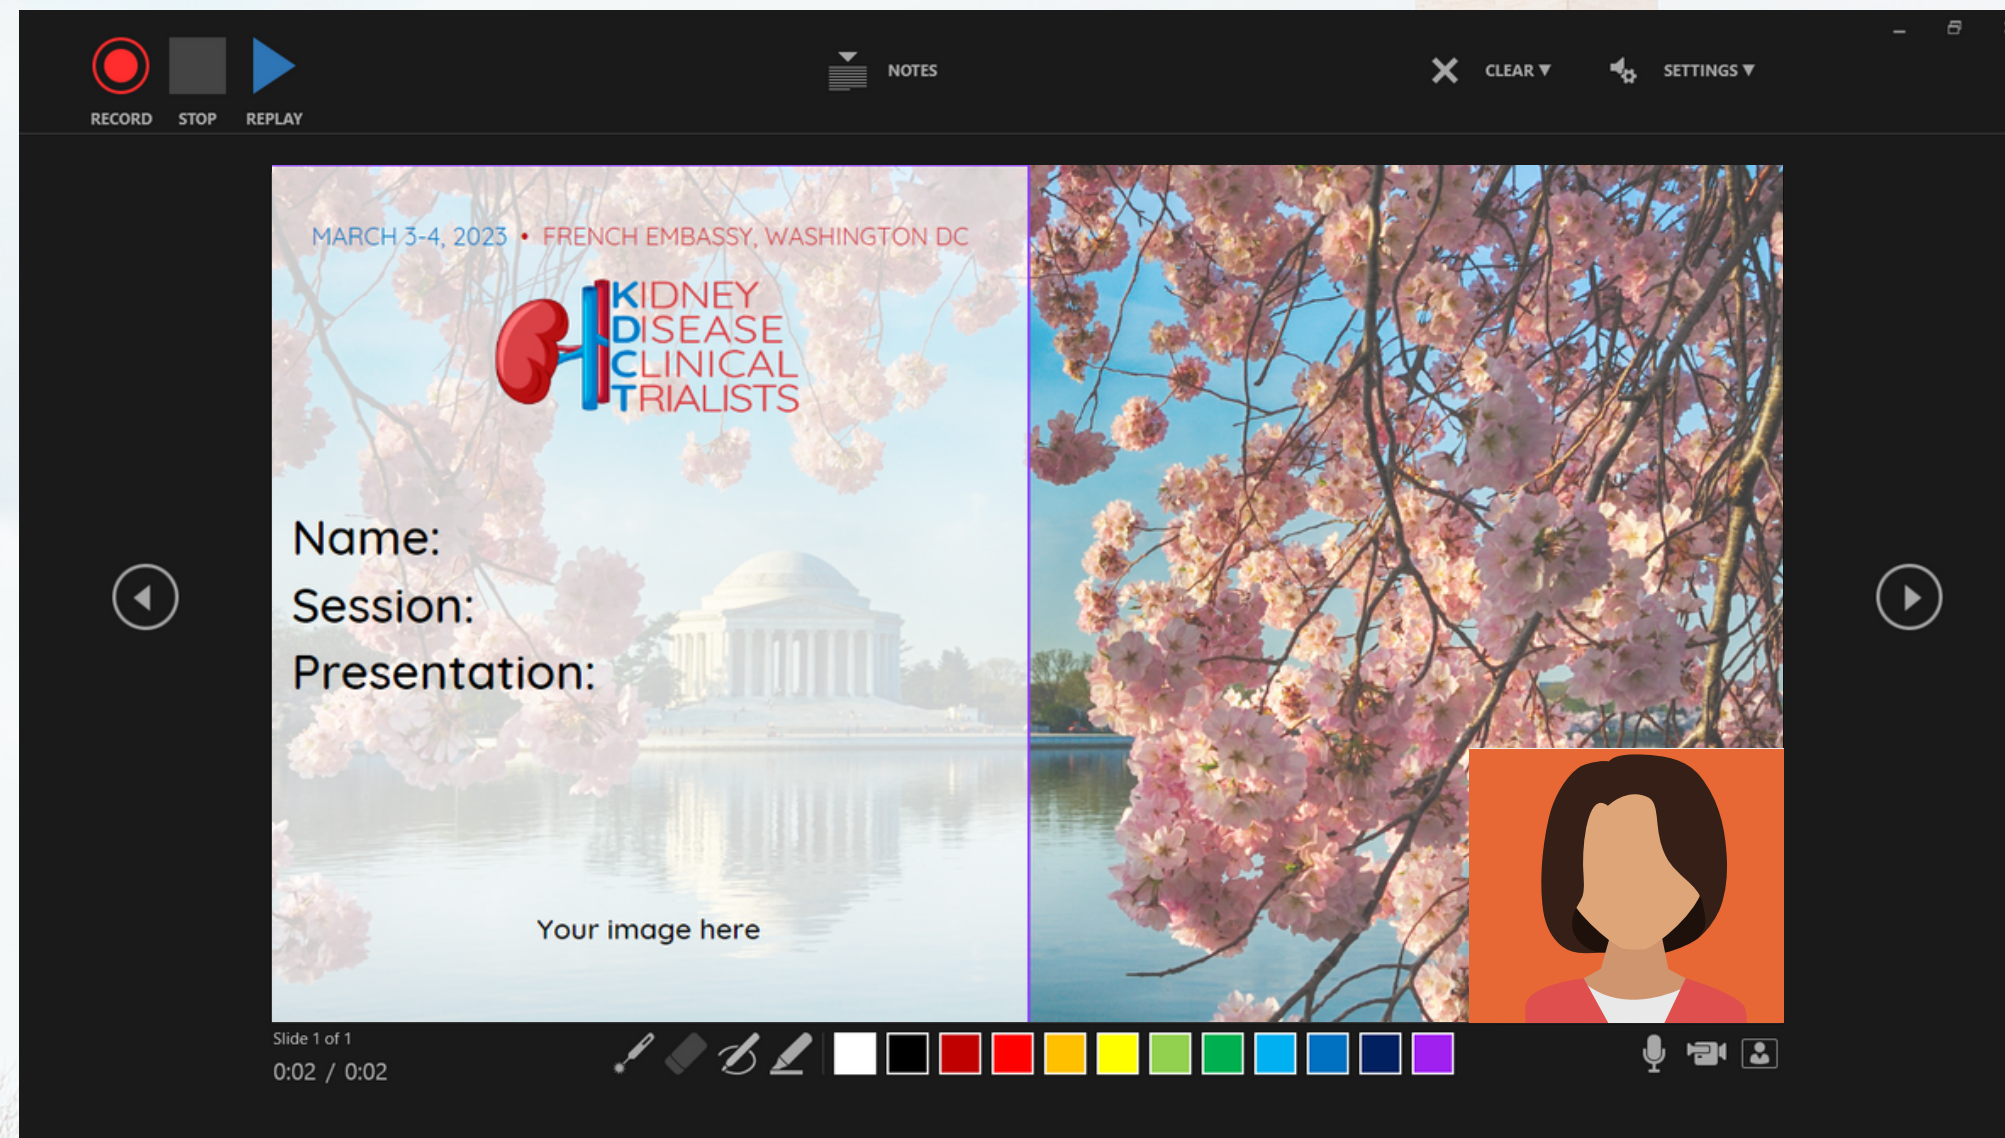 RECORD STOP REPLAY
NOTES
CLEAR
SETTINGS
MARCH 3-4, 2023 • FRENCH EMBASSY, WASHINGTON DC
KIDNEY
DISEASE
CLINICAL
TRIALISTS
Name:
Session:
Presentation:
Your image here
Slide 1 of 1
0:02 / 0:02